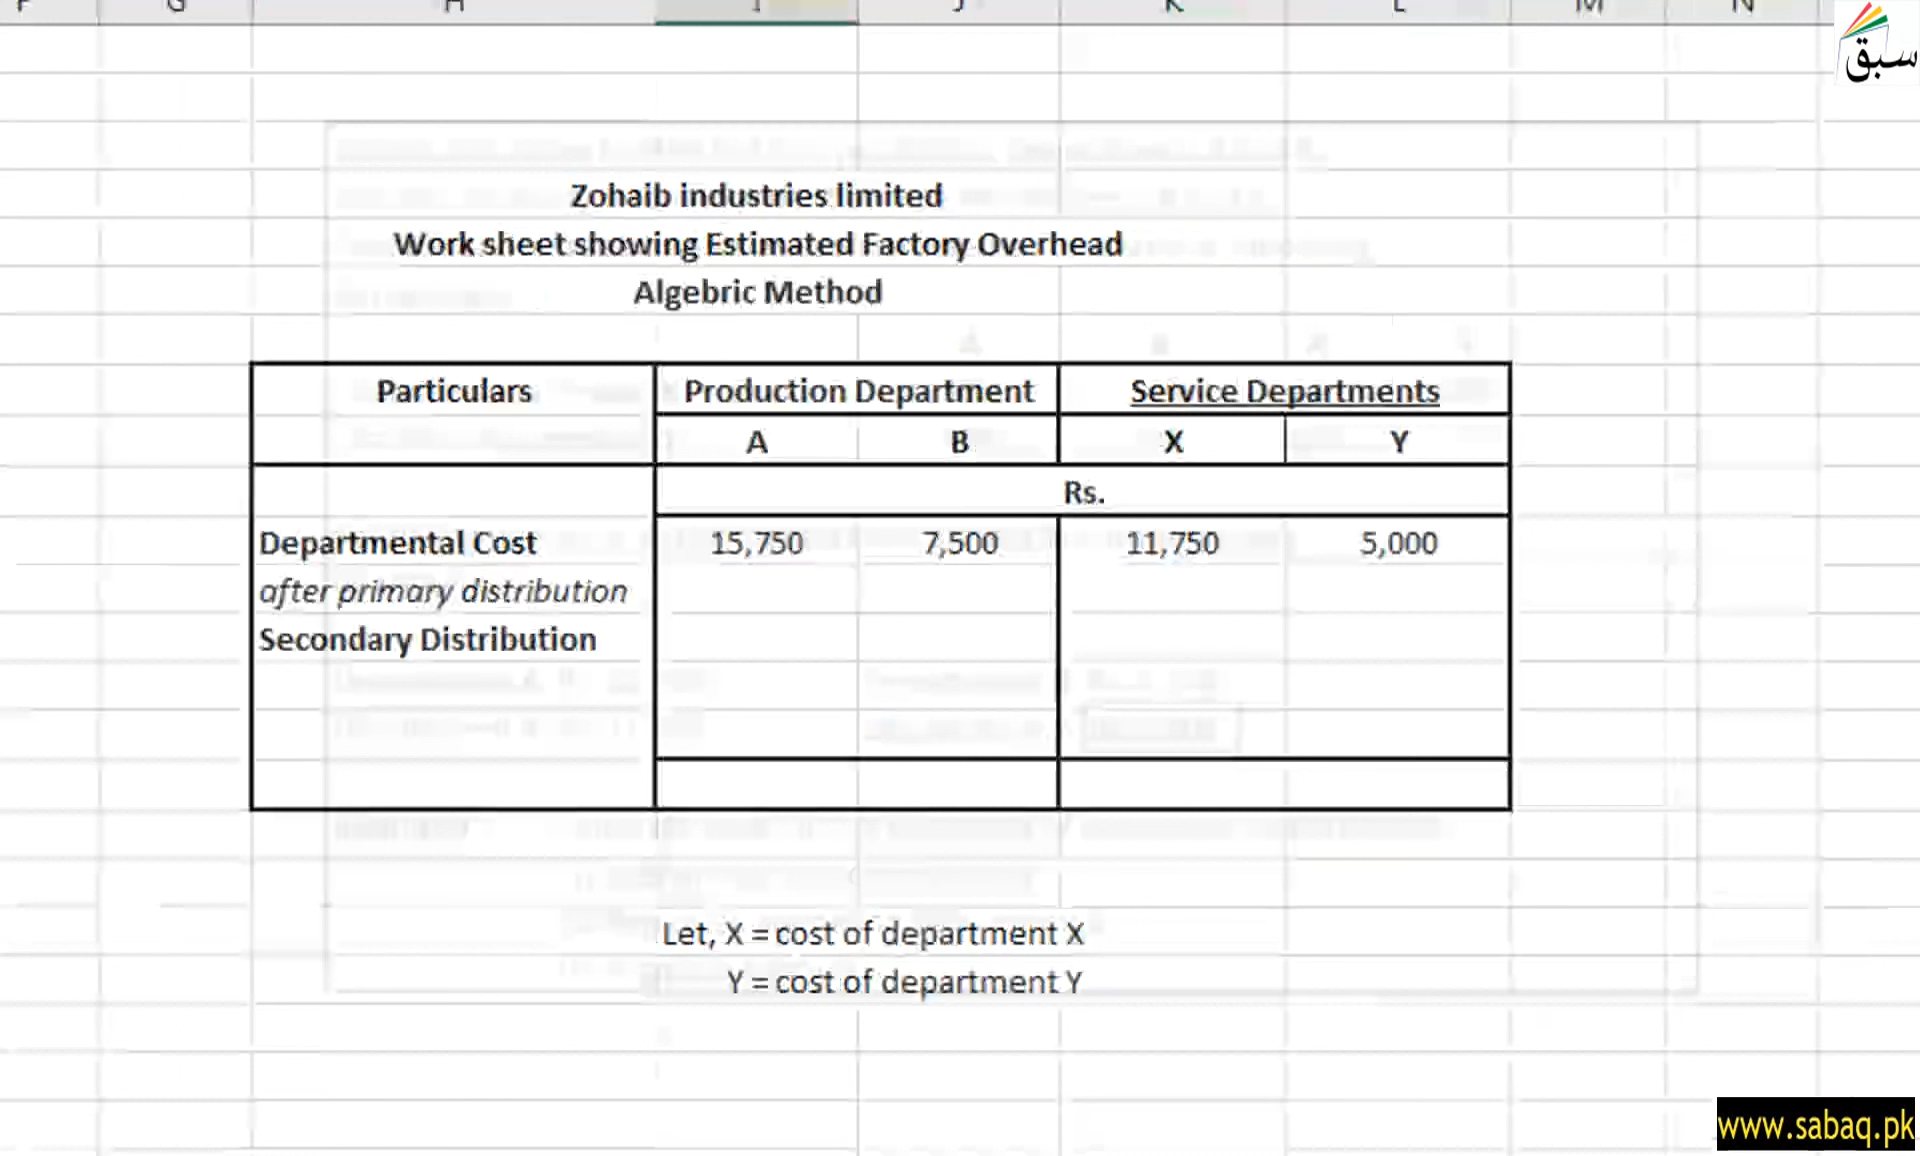 G H I J K L M N
سبق
Zohaib industries limited
Work sheet showing Estimated Factory Overhead
Algebric Method
Particulars Production Department Service Departments
A B X Y
Rs.
Departmental Cost 15,750 7,500 11,750 5,000
after primary distribution
Secondary Distribution
Let, X = cost of department X
Y = cost of department Y
www.sabaq.pk